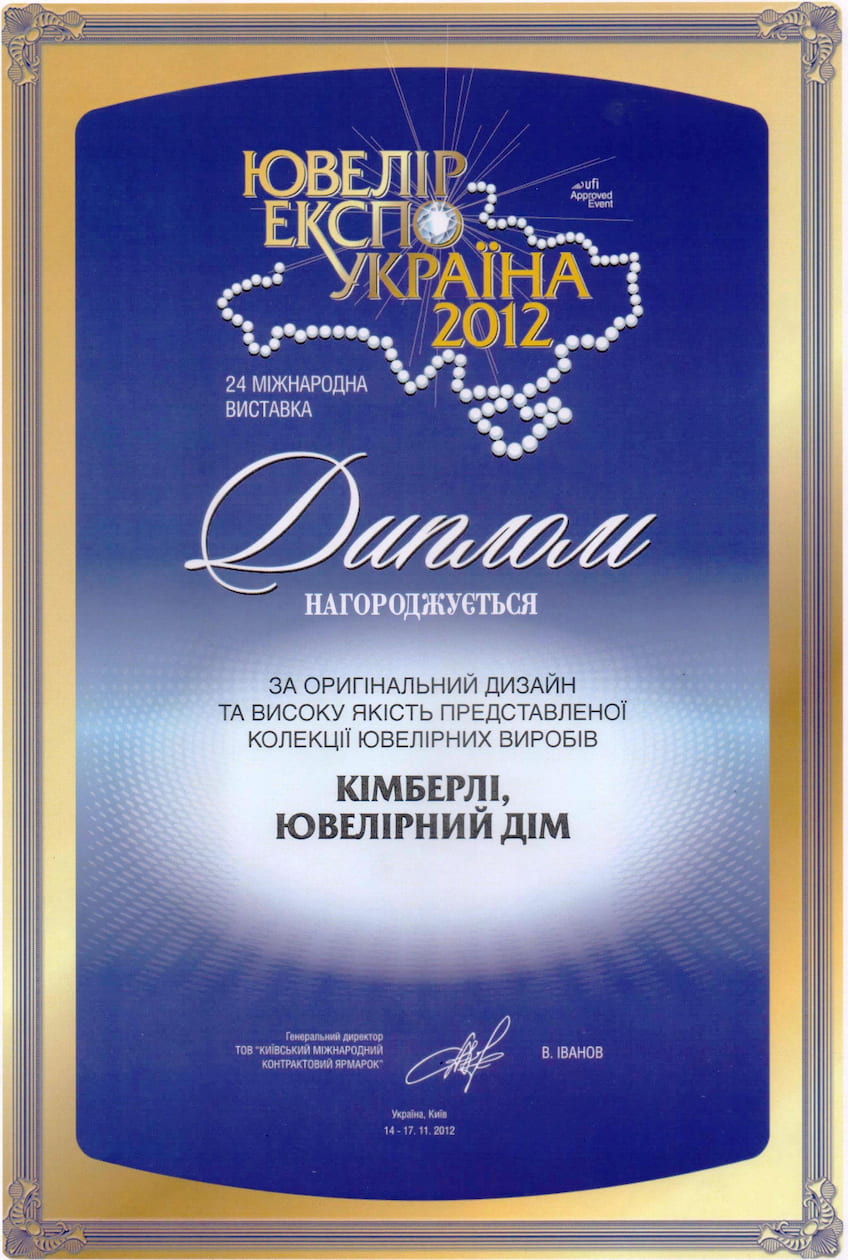 ЮВЕЛІР
ЕКСПО
УКРАЇНА
2012
ufi
Approved
Event
24 МІЖНАРОДНА
ВИСТАВКА
Диплом
НАГОРОДЖУЄТЬСЯ
ЗА ОРИГІНАЛЬНИЙ ДИЗАЙН
ТА ВИСОКУ ЯКІСТЬ ПРЕДСТАВЛЕНОЇ
КОЛЕКЦІЇ ЮВЕЛІРНИХ ВИРОБІВ
КІМБЕРЛІ,
ЮВЕЛІРНИЙ ДІМ
Генеральний директор
ТОВ "КИЇВСЬКИЙ МІЖНАРОДНИЙ
КОНТРАКТОВИЙ ЯРМАРОК"
В. ІВАНОВ
Україна, Київ
14 - 17. 11. 2012